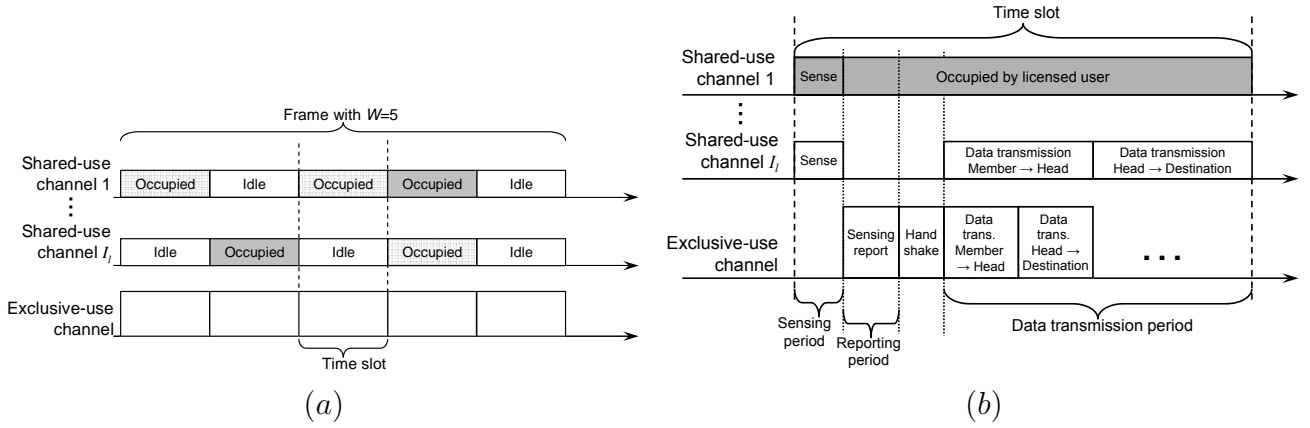 Frame with W=5
Shared-use
channel 1
Occupied Idle Occupied Occupied Idle
Shared-use
channel I_l
Idle Occupied Idle Occupied Idle
Exclusive-use
channel
Time slot
(a)
Time slot
Shared-use
channel 1
Sense Occupied by licensed user
Shared-use
channel I_l
Sense
Data transmission
Member → Head
Data transmission
Head → Destination
Exclusive-use
channel
Sensing
report
Hand
shake
Data
trans.
Member
→ Head
Data
trans.
Head →
Destination
...
Sensing
period
Reporting
period
Data transmission period
(b)